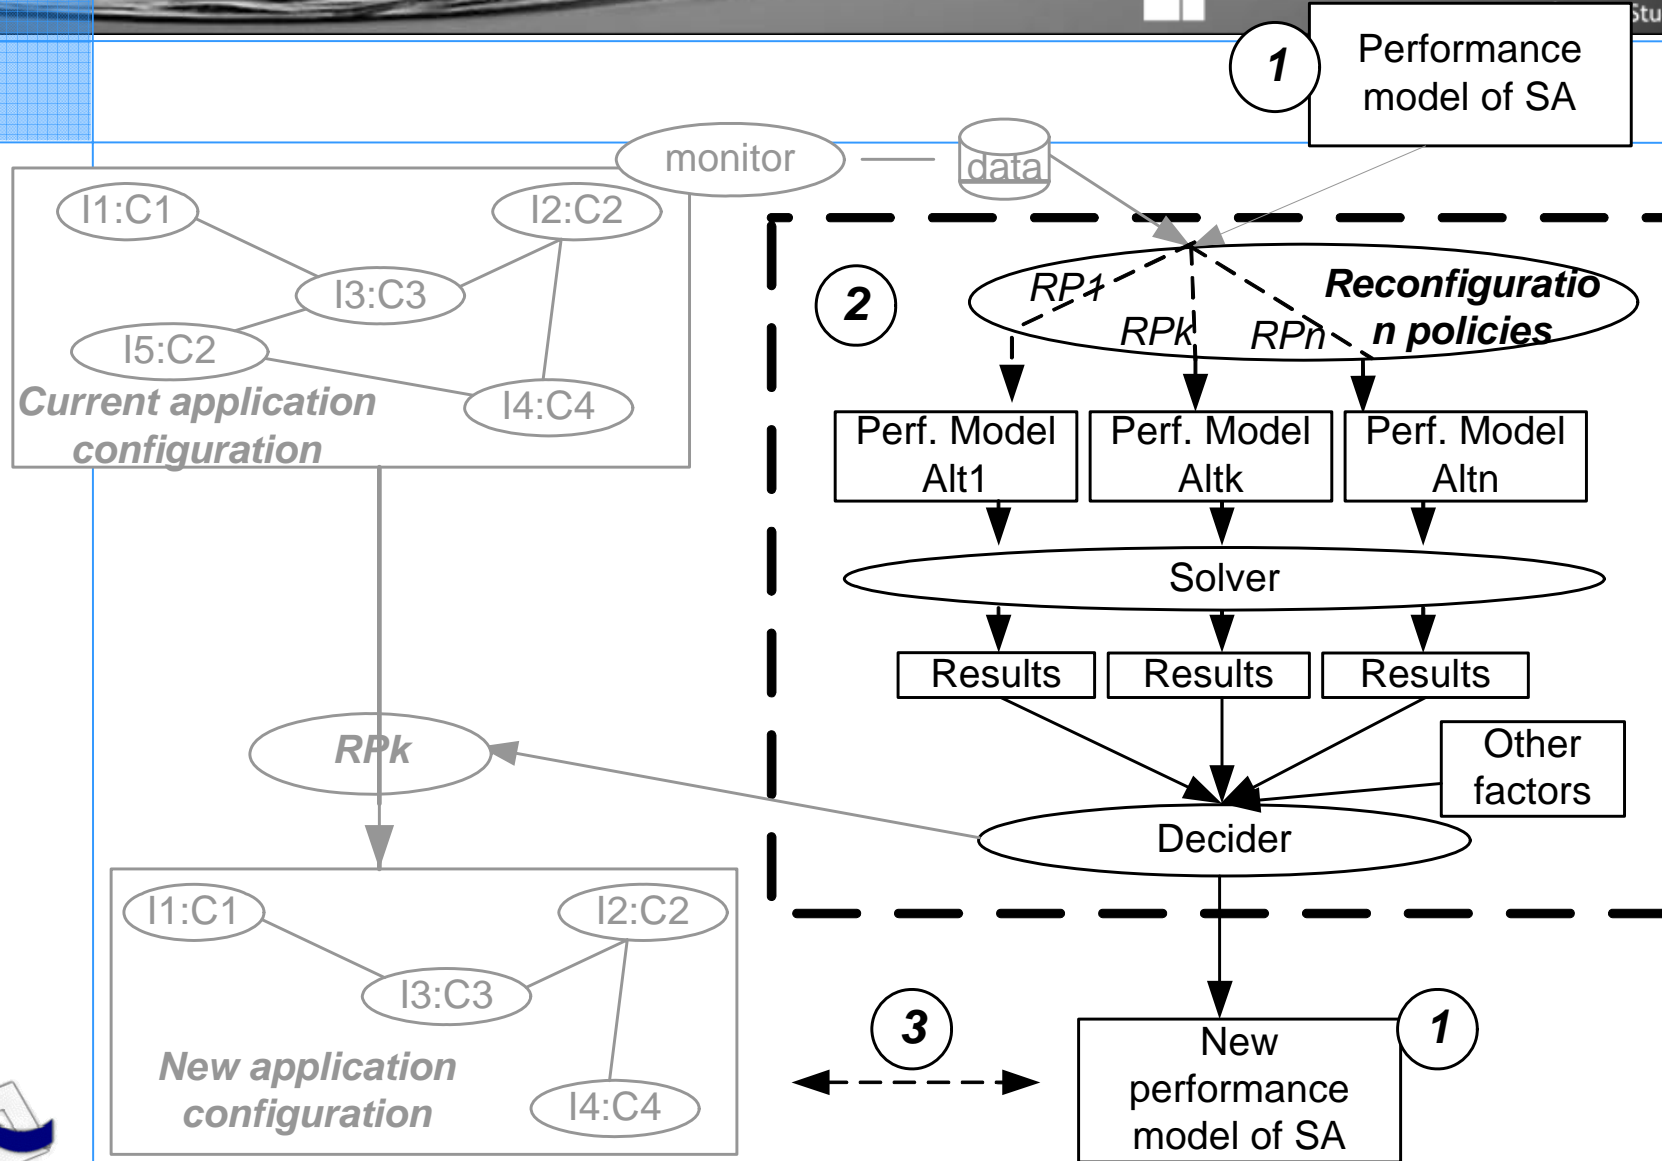 Stu
1
Performance
model of SA
monitor
data
I1:C1
I2:C2
I3:C3
I5:C2
I4:C4
Current application
configuration
2
RP1
RPk
RPn
Reconfiguratio
n policies
Perf. Model
Alt1
Perf. Model
Altk
Perf. Model
Altn
Solver
Results
Results
Results
Other
factors
RPk
Decider
I1:C1
I2:C2
I3:C3
I4:C4
New application
configuration
3
1
New
performance
model of SA